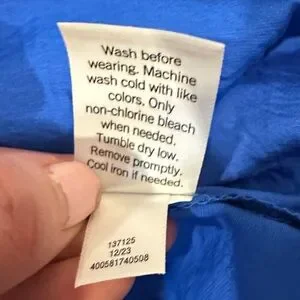 Wash before
wearing. Machine
wash cold with like
colors. Only
non-chlorine bleach
when needed.
Tumble dry low.
Remove promptly.
Cool iron if needed.
137125
12/23
400581740508